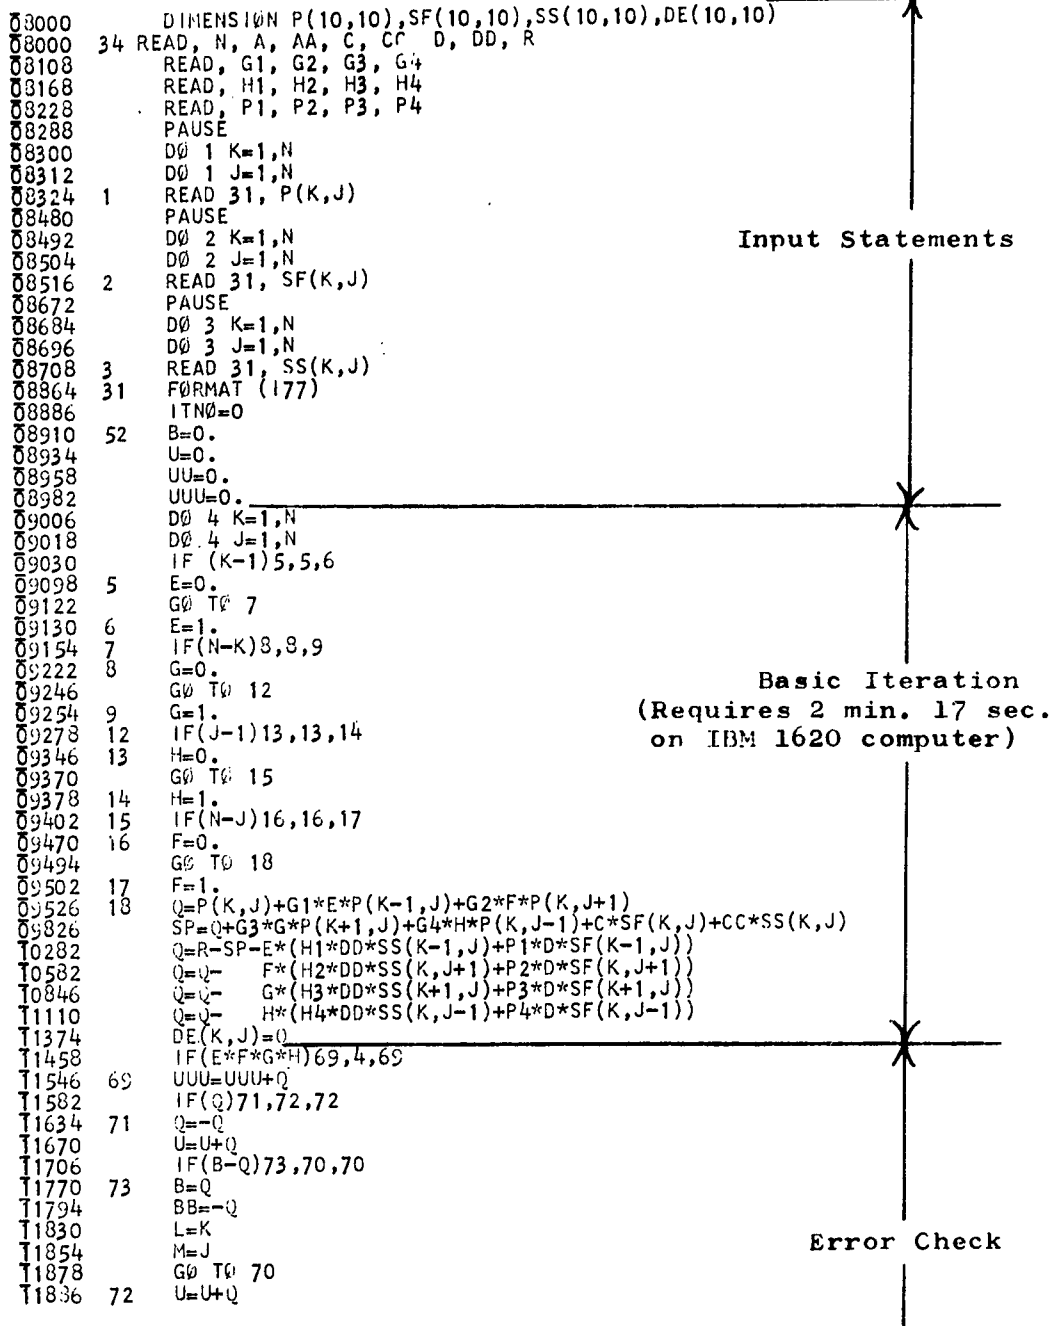 08000 DIMENSIØN P(10,10),SF(10,10),SS(10,10),DE(10,10)
08000 34 READ, N, A, AA, C, CC D, DD, R
08108 READ, G1, G2, G3, G4
08168 READ, H1, H2, H3, H4
08228 READ, P1, P2, P3, P4
08288 PAUSE
08300 DØ 1 K=1,N
08312 DØ 1 J=1,N
08324 1 READ 31, P(K,J)
08480 PAUSE
08492 DØ 2 K=1,N
08504 DØ 2 J=1,N
08516 2 READ 31, SF(K,J)
08672 PAUSE
08684 DØ 3 K=1,N
08696 DØ 3 J=1,N
08708 3 READ 31, SS(K,J)
08864 31 FØRMAT (I77)
08886 ITNØ=0
08910 52 B=0.
08934 U=0.
08958 UU=0.
08982 UUU=0.
Input Statements
09006 DØ 4 K=1,N
09018 DØ 4 J=1,N
09030 IF (K-1)5,5,6
09098 5 E=0.
09122 GØ TØ 7
09130 6 E=1.
09154 7 IF(N-K)8,8,9
09222 8 G=0.
09246 GØ TØ 12
09254 9 G=1.
09278 12 IF(J-1)13,13,14
09346 13 H=0.
09370 GØ TØ 15
09378 14 H=1.
09402 15 IF(N-J)16,16,17
09470 16 F=0.
09494 GØ TØ 18
09502 17 F=1.
09526 18 Q=P(K,J)+G1*E*P(K-1,J)+G2*F*P(K,J+1)
09826 SP=Q+G3*G*P(K+1,J)+G4*H*P(K,J-1)+C*SF(K,J)+CC*SS(K,J)
10282 Q=R-SP-E*(H1*DD*SS(K-1,J)+P1*D*SF(K-1,J))
10582 Q=Q- F*(H2*DD*SS(K,J+1)+P2*D*SF(K,J+1))
10846 Q=Q- G*(H3*DD*SS(K+1,J)+P3*D*SF(K+1,J))
11110 Q=Q- H*(H4*DD*SS(K,J-1)+P4*D*SF(K,J-1))
11374 DE(K,J)=Q
Basic Iteration
(Requires 2 min. 17 sec.
on IBM 1620 computer)
11458 IF(E*F*G*H)69,4,69
11546 69 UUU=UUU+Q
11582 IF(Q)71,72,72
11634 71 Q=-Q
11670 U=U+Q
11706 IF(B-Q)73,70,70
11770 73 B=Q
11794 BB=-Q
11830 L=K
11854 M=J
11878 GØ TØ 70
11886 72 U=U+Q
Error Check